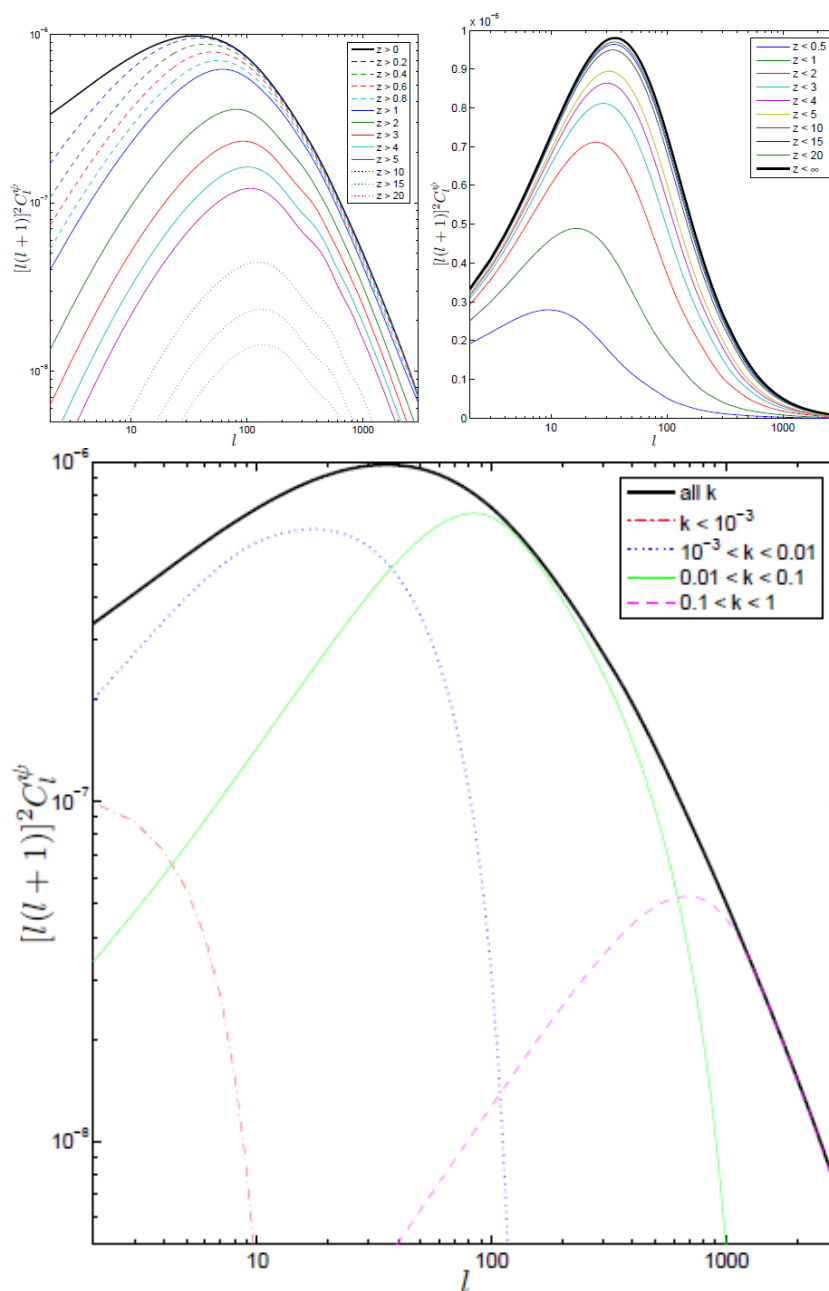 10⁻⁶
10⁻⁷
10⁻⁸
[l(l + 1)]²C_l^ψ
10
100
1000
l
z > 0
z > 0.2
z > 0.4
z > 0.6
z > 0.8
z > 1
z > 2
z > 3
z > 4
z > 5
z > 10
z > 15
z > 20
x 10⁻⁶
1
0.9
0.8
0.7
0.6
0.5
0.4
0.3
0.2
0.1
0
[l(l + 1)]²C_l^ψ
10
100
1000
l
z < 0.5
z < 1
z < 2
z < 3
z < 4
z < 5
z < 10
z < 15
z < 20
z < ∞
10⁻⁶
10⁻⁷
10⁻⁸
[l(l + 1)]²C_l^ψ
10
100
1000
l
all k
k < 10⁻³
10⁻³ < k < 0.01
0.01 < k < 0.1
0.1 < k < 1